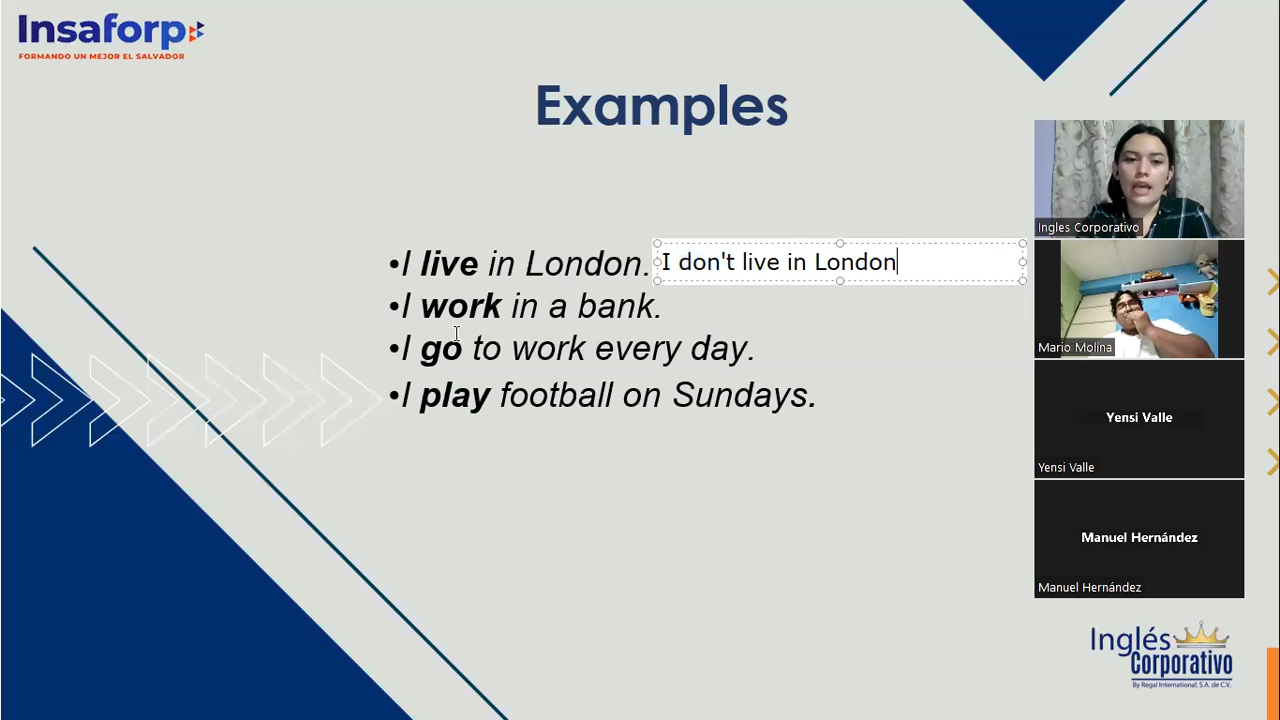 Insaforp
FORMANDO UN MEJOR EL SALVADOR
Examples
•I live in London. I don't live in London
•I work in a bank.
•I go to work every day.
•I play football on Sundays.
Ingles Corporativo
Mario Molina
Yensi Valle
Yensi Valle
Manuel Hernández
Manuel Hernández
Inglés
Corporativo
By Regal International, S.A. de C.V.